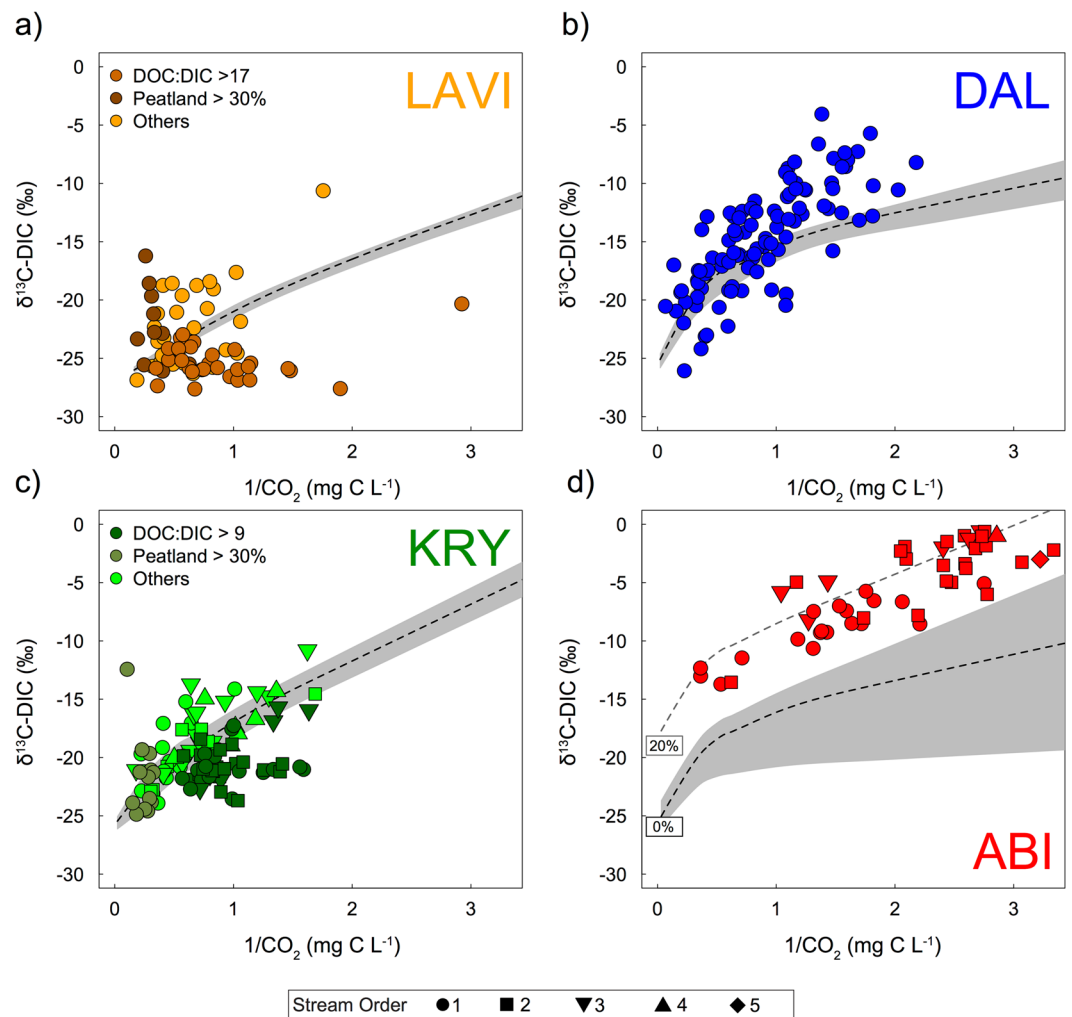 a)
LAVI
DOC:DIC >17
Peatland > 30%
Others
0
-5
-10
-15
-20
-25
-30
δ¹³C-DIC (‰)
0 1 2 3
1/CO₂ (mg C L⁻¹)
b)
DAL
0
-5
-10
-15
-20
-25
-30
δ¹³C-DIC (‰)
0 1 2 3
1/CO₂ (mg C L⁻¹)
c)
KRY
DOC:DIC > 9
Peatland > 30%
Others
0
-5
-10
-15
-20
-25
-30
δ¹³C-DIC (‰)
0 1 2 3
1/CO₂ (mg C L⁻¹)
d)
0
-5
-10
-15
-20
-25
-30
δ¹³C-DIC (‰)
20%
0%
ABI
0 1 2 3
1/CO₂ (mg C L⁻¹)
Stream Order 1 2 3 4 5